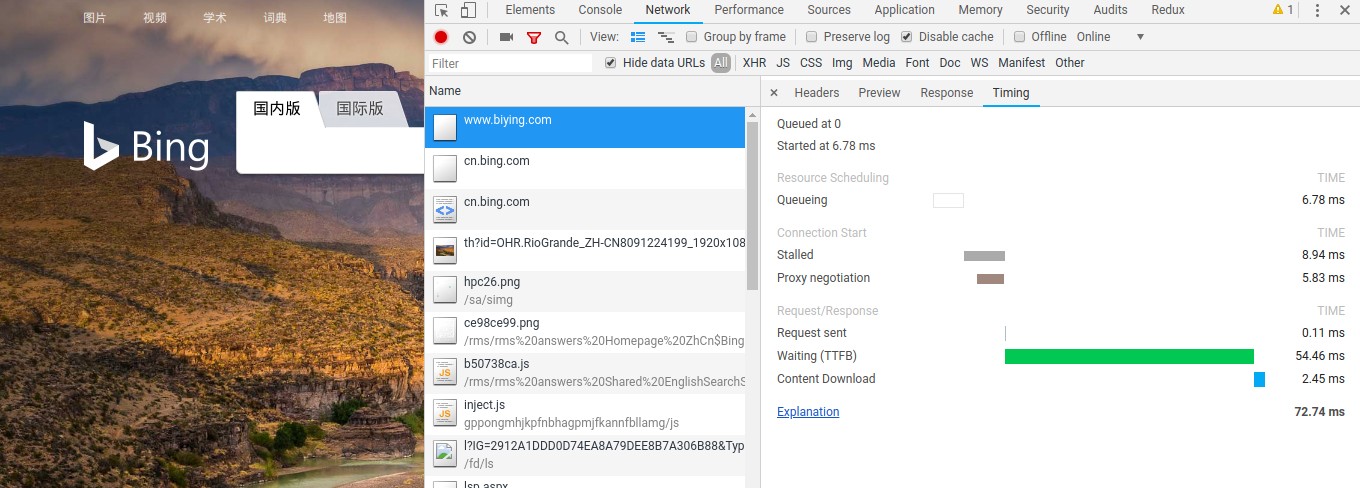 图片 视频 学术 词典 地图
国内版 国际版
Bing
Elements Console Network Performance Sources Application Memory Security Audits Redux 1
View: Group by frame Preserve log Disable cache Offline Online
Filter Hide data URLs All XHR JS CSS Img Media Font Doc WS Manifest Other
Name
www.biying.com
cn.bing.com
cn.bing.com
th?id=OHR.RioGrande_ZH-CN8091224199_1920x108
hpc26.png
/sa/simg
ce98ce99.png
/rms/rms%20answers%20Homepage%20ZhCn$Bing
b50738ca.js
/rms/rms%20answers%20Shared%20EnglishSearchS
inject.js
gppongmhjkpfnbhagpmjfkannfbllamg/js
l?IG=2912A1DDD0D74EA8A79DEE8B7A306B88&Typ
/fd/ls
lsp.aspx
Headers Preview Response Timing
Queued at 0
Started at 6.78 ms
Resource Scheduling TIME
Queueing 6.78 ms
Connection Start TIME
Stalled 8.94 ms
Proxy negotiation 5.83 ms
Request/Response TIME
Request sent 0.11 ms
Waiting (TTFB) 54.46 ms
Content Download 2.45 ms
Explanation 72.74 ms